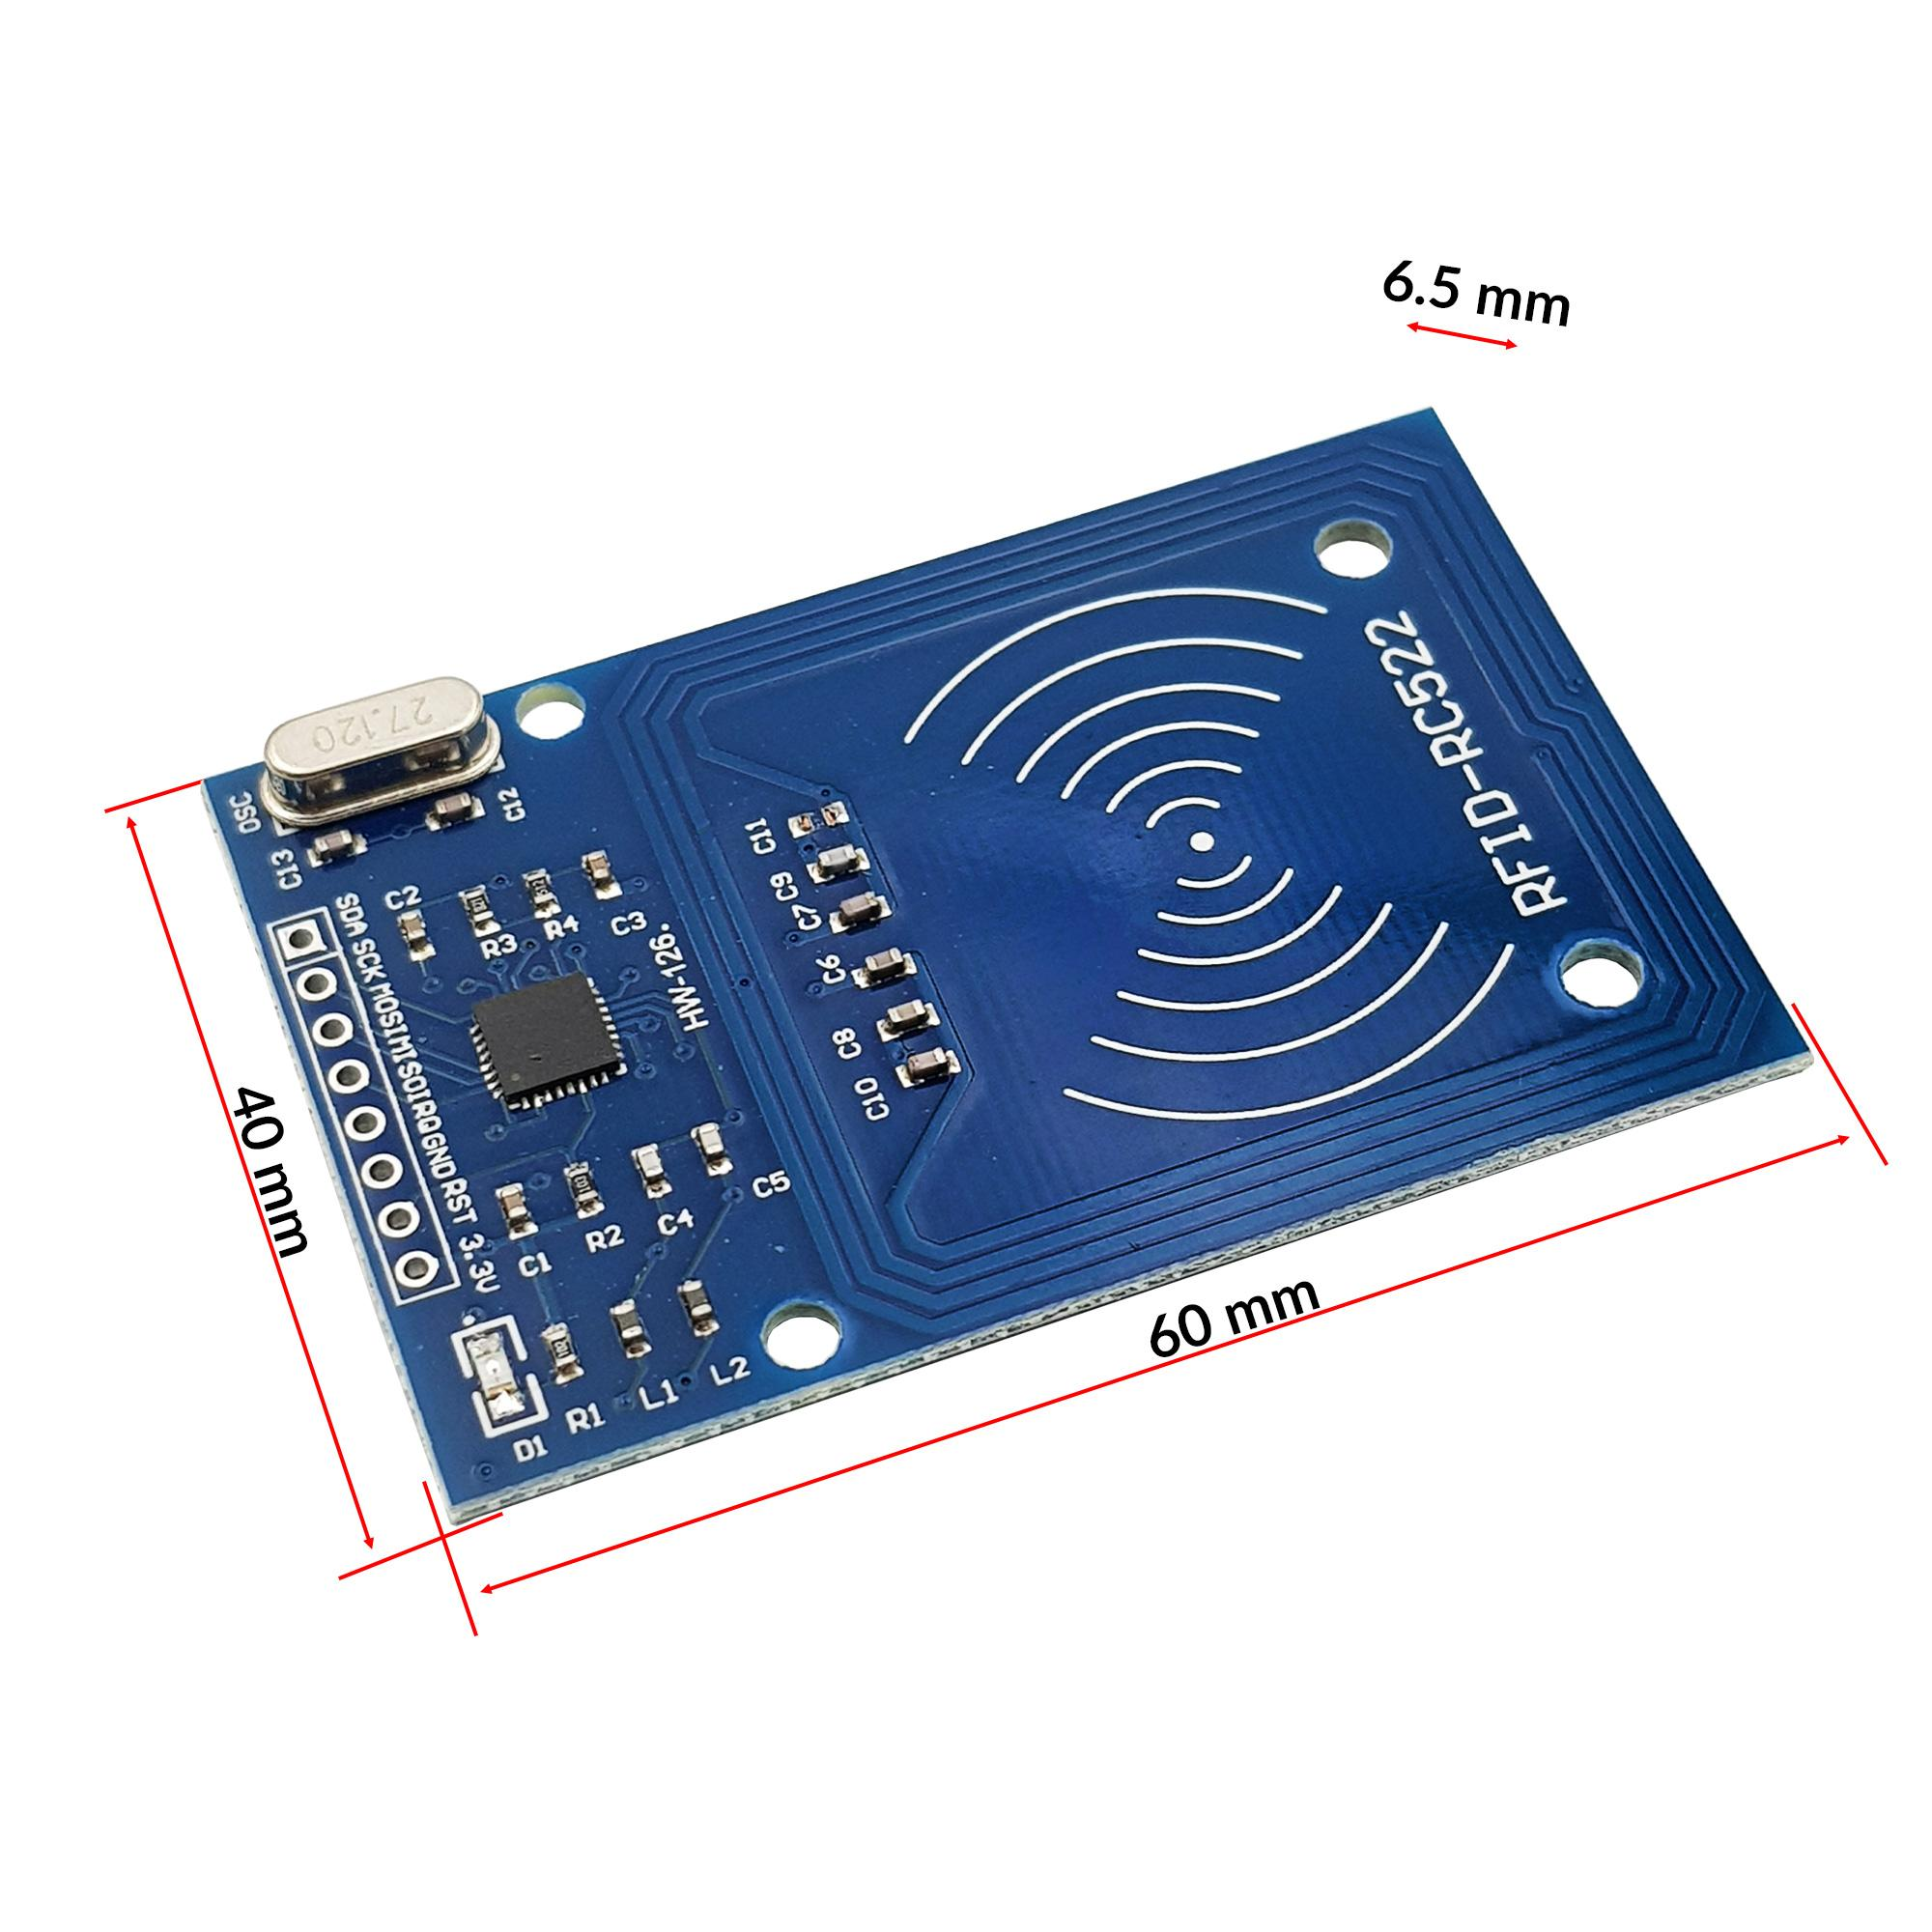 6.5 mm
27.120
OSC
C12
C13
C11
C9
C7
C6
C8
C10
RFID-RC522
C2
R3
R4
C3
HW-126.
SDA SCK MOSI MISO IRQ GND RST 3.3V
C1
R2
C4
C5
D1
R1
L1
L2
40 mm
60 mm